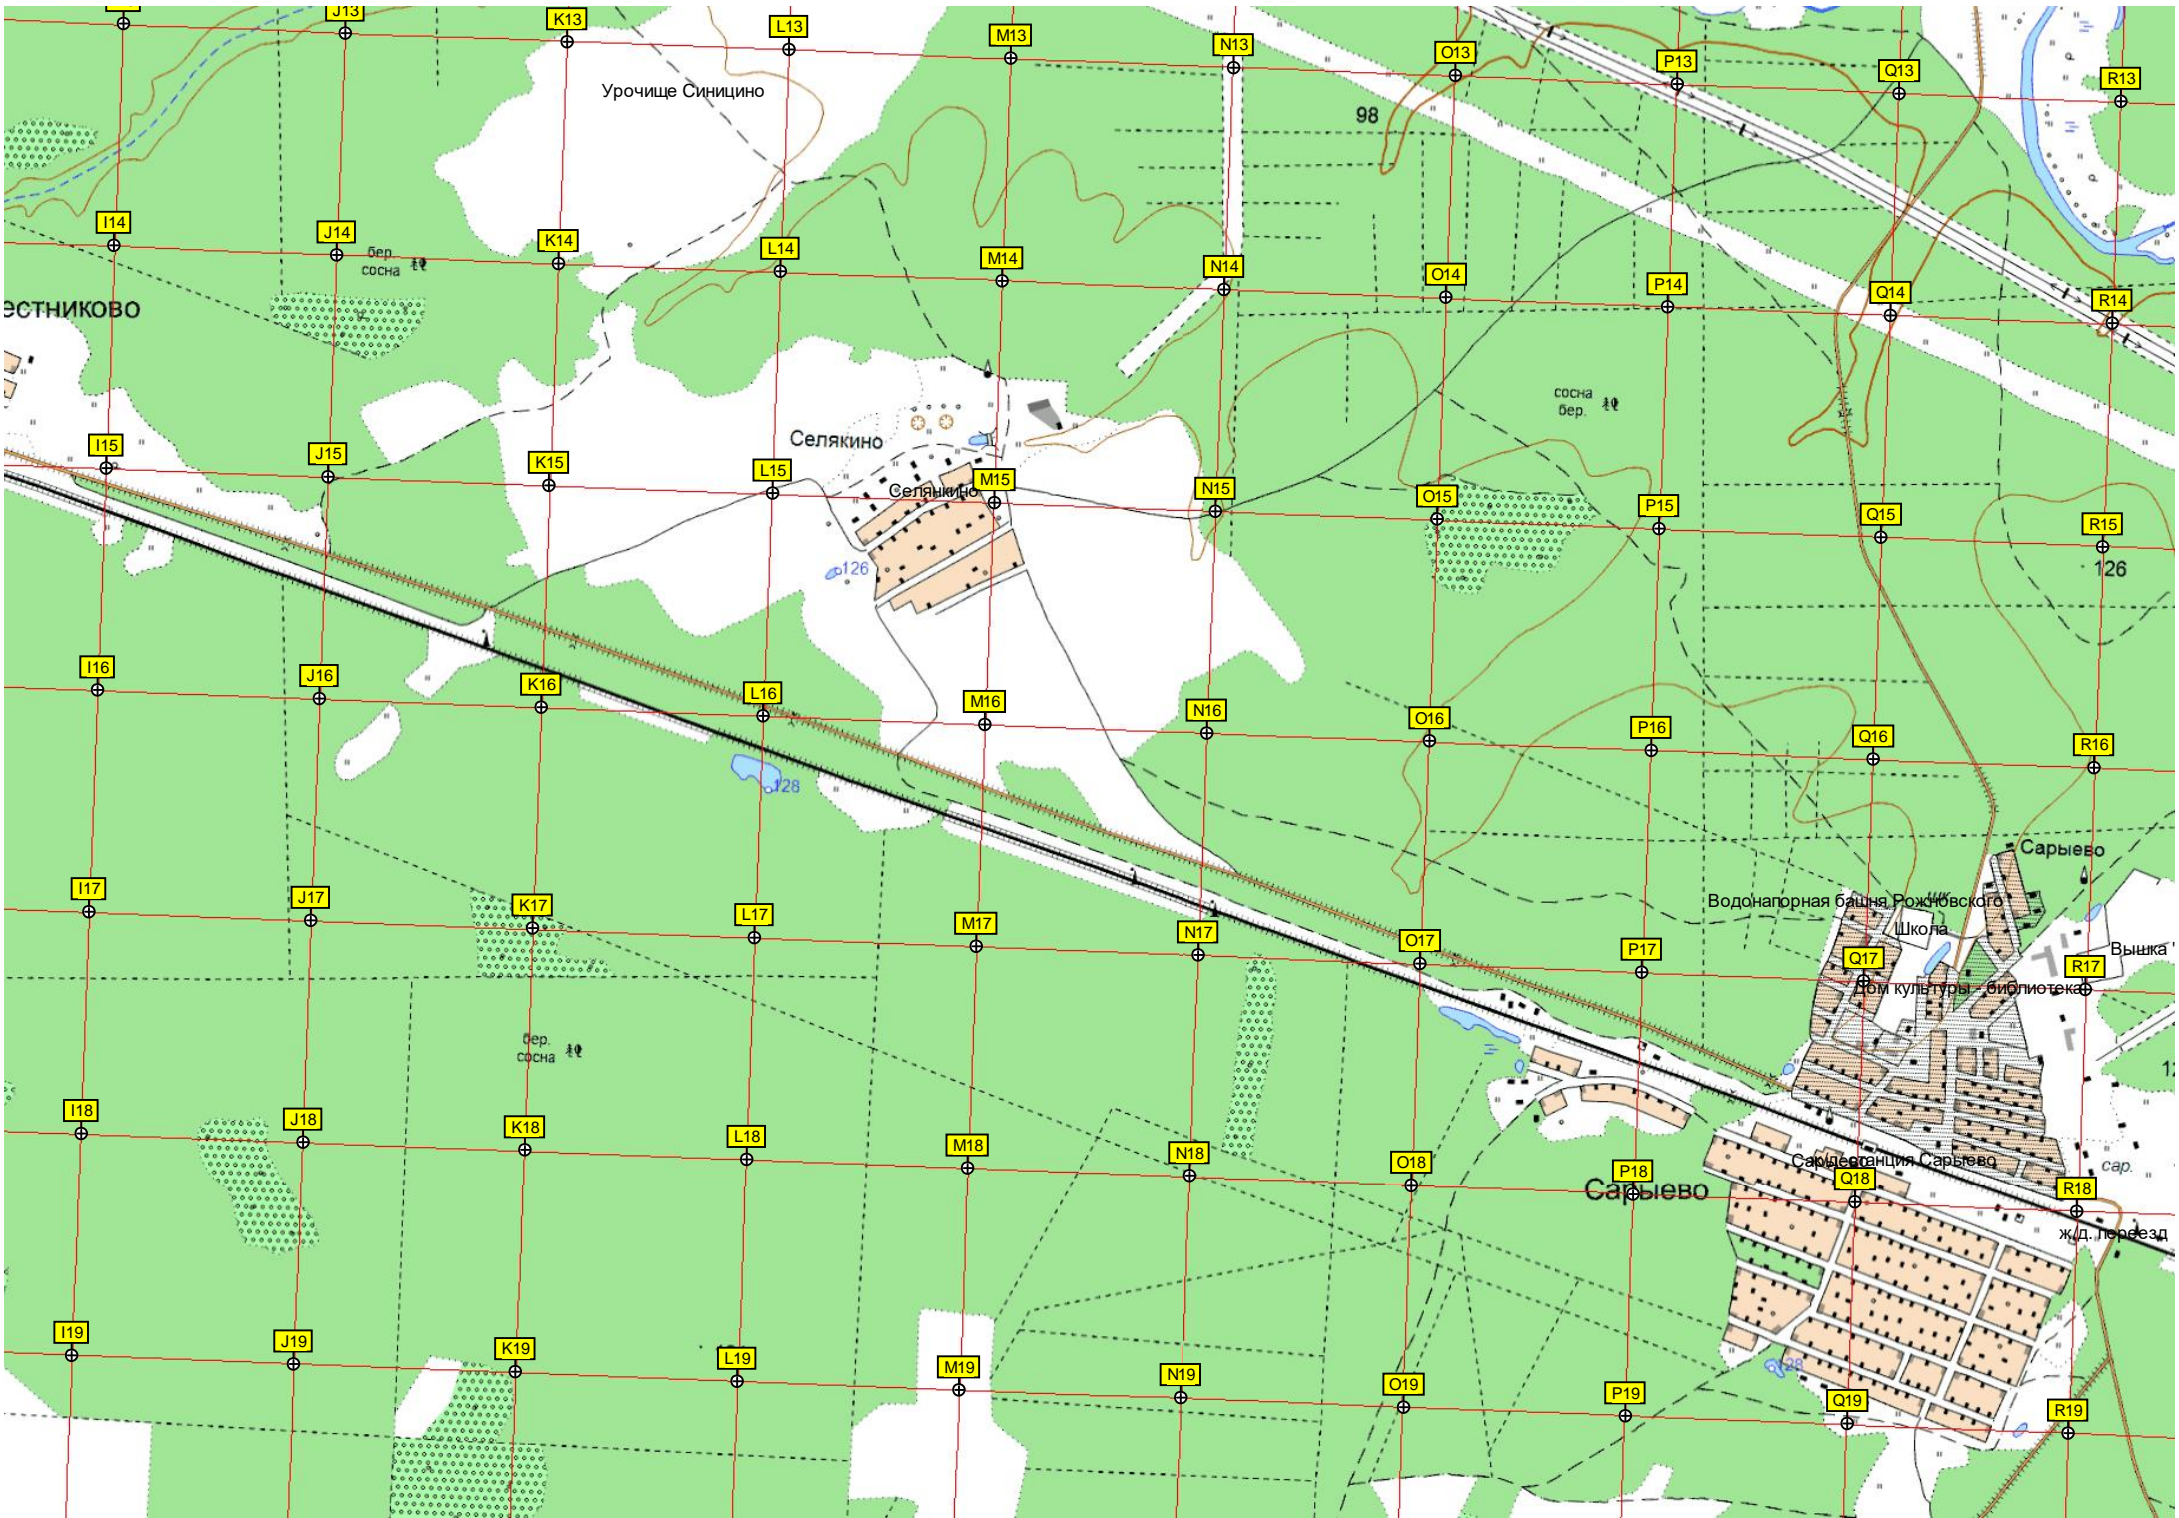 J13
K13
L13
M13
N13
O13
P13
Q13
R13
Урочище Синицино
98
I14
J14
K14
L14
M14
N14
O14
P14
Q14
R14
бер.
сосна
естниково
сосна
бер.
Селякино
I15
J15
K15
L15
Селянкино
M15
N15
O15
P15
Q15
R15
126
126
I16
J16
K16
L16
M16
N16
O16
P16
Q16
R16
128
Сарыево
I17
J17
K17
L17
M17
N17
O17
P17
Q17
R17
Водонапорная башня Рожновского
Школа
Вышка
Дом культуры - библиотека
бер.
сосна
I18
J18
K18
L18
M18
N18
O18
P18
Q18
R18
сар.
станция Сарыево
Сарыево
ж.д. переезд
I19
J19
K19
L19
M19
N19
O19
P19
Q19
R19
128